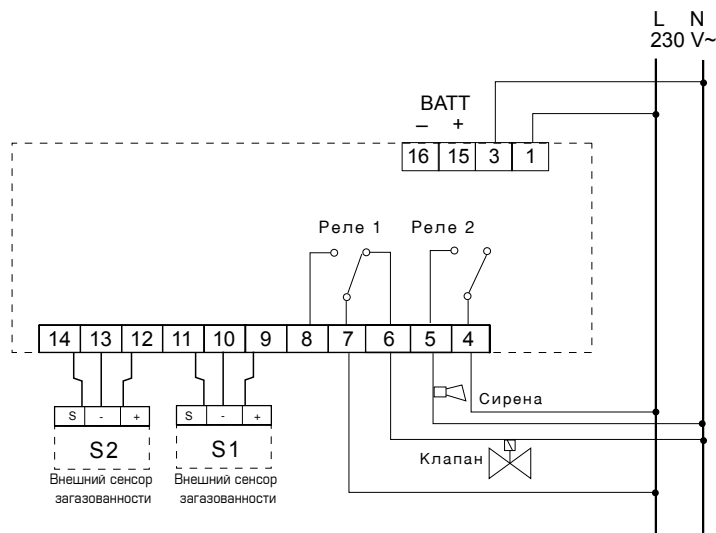 L N
230 V~
BATT
– +
16 15 3 1
Реле 1 Реле 2
14 13 12 11 10 9 8 7 6 5 4
Сирена
S - + S - +
S2 S1
Клапан
Внешний сенсор Внешний сенсор
загазованности загазованности